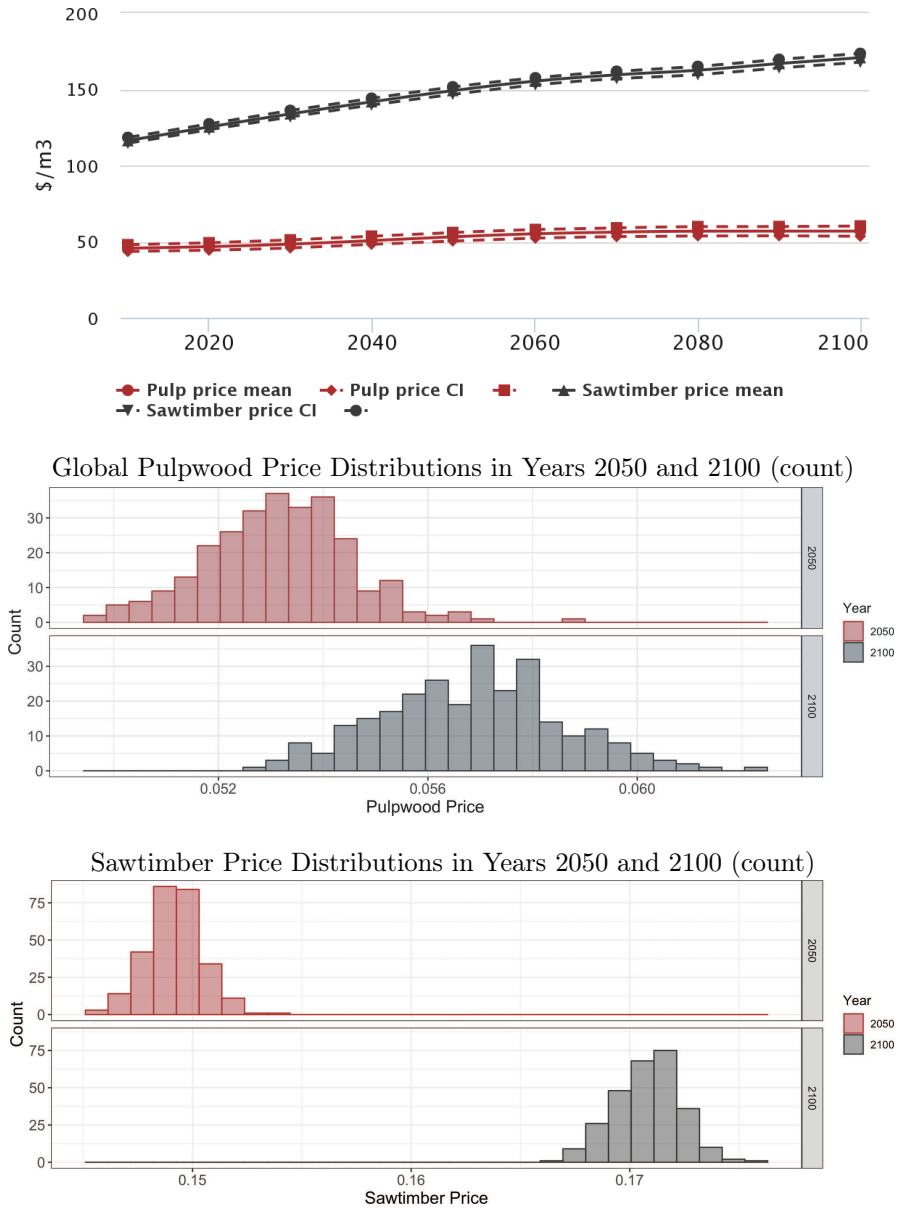 200
150
100
50
0
$/m3
2020 2040 2060 2080 2100
Pulp price mean Pulp price CI Sawtimber price mean
Sawtimber price CI
Global Pulpwood Price Distributions in Years 2050 and 2100 (count)
30
20
10
0
2050
30
20
10
0
2100
Count
0.052 0.056 0.060
Pulpwood Price
Year
2050
2100
Sawtimber Price Distributions in Years 2050 and 2100 (count)
75
50
25
0
2050
75
50
25
0
2100
Count
0.15 0.16 0.17
Sawtimber Price
Year
2050
2100